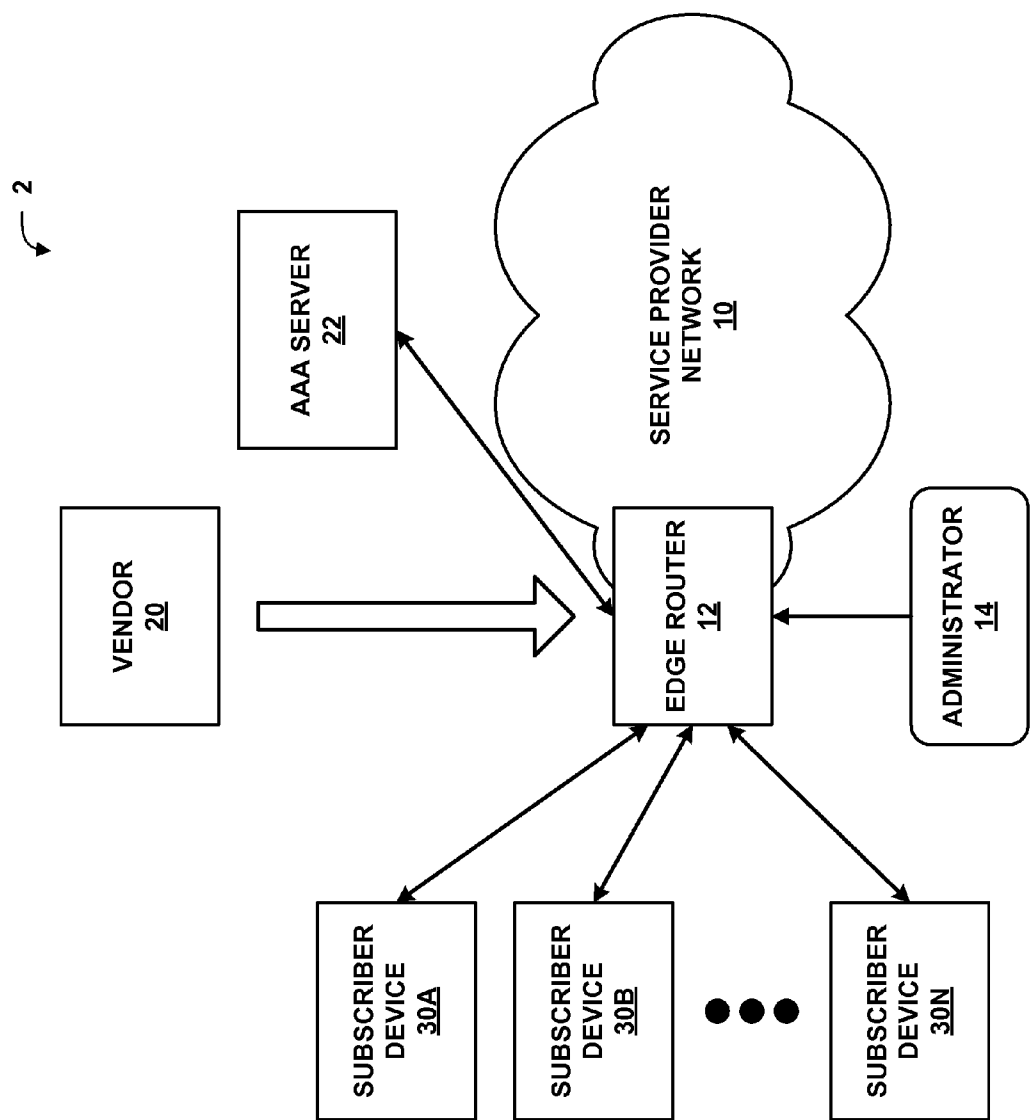 2
VENDOR
20
AAA SERVER
22
SERVICE PROVIDER
NETWORK
10
EDGE ROUTER
12
ADMINISTRATOR
14
SUBSCRIBER
DEVICE
30A
SUBSCRIBER
DEVICE
30B
SUBSCRIBER
DEVICE
30N